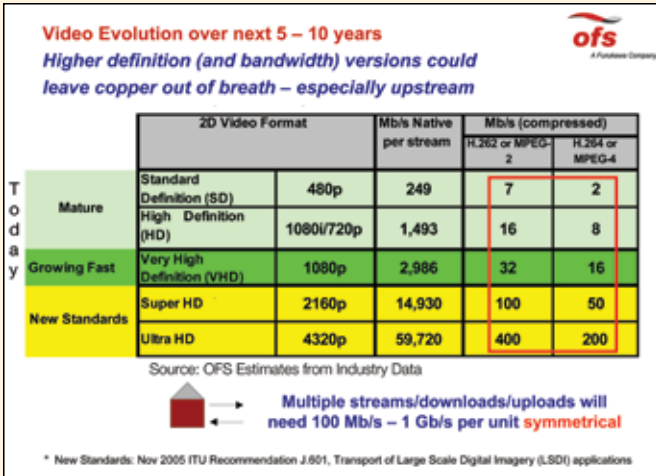 Video Evolution over next 5 – 10 years
Higher definition (and bandwidth) versions could
leave copper out of breath – especially upstream
ofs
A Furukawa Company
2D Video Format
Mb/s Native
per stream
Mb/s (compressed)
H.262 or MPEG-
2
H.264 or
MPEG-4
Today
Mature
Standard
Definition (SD)
480p
249
7
2
High Definition
(HD)
1080i/720p
1,493
16
8
Growing Fast
Very High
Definition (VHD)
1080p
2,986
32
16
New Standards
Super HD
2160p
14,930
100
50
Ultra HD
4320p
59,720
400
200
Source: OFS Estimates from Industry Data
Multiple streams/downloads/uploads will
need 100 Mb/s – 1 Gb/s per unit symmetrical
* New Standards: Nov 2005 ITU Recommendation J.601, Transport of Large Scale Digital Imagery (LSDI) applications